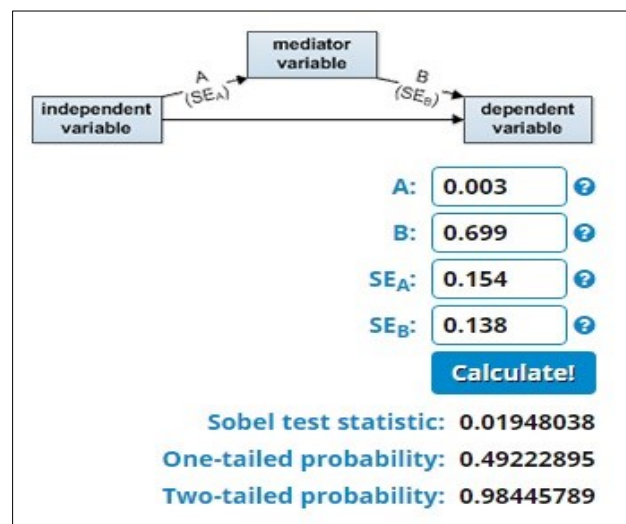 mediator
variable
A
(SEA)
B
(SEB)
independent
variable
dependent
variable
A: 0.003 ?
B: 0.699 ?
SEA: 0.154 ?
SEB: 0.138 ?
Calculate!
Sobel test statistic: 0.01948038
One-tailed probability: 0.49222895
Two-tailed probability: 0.98445789